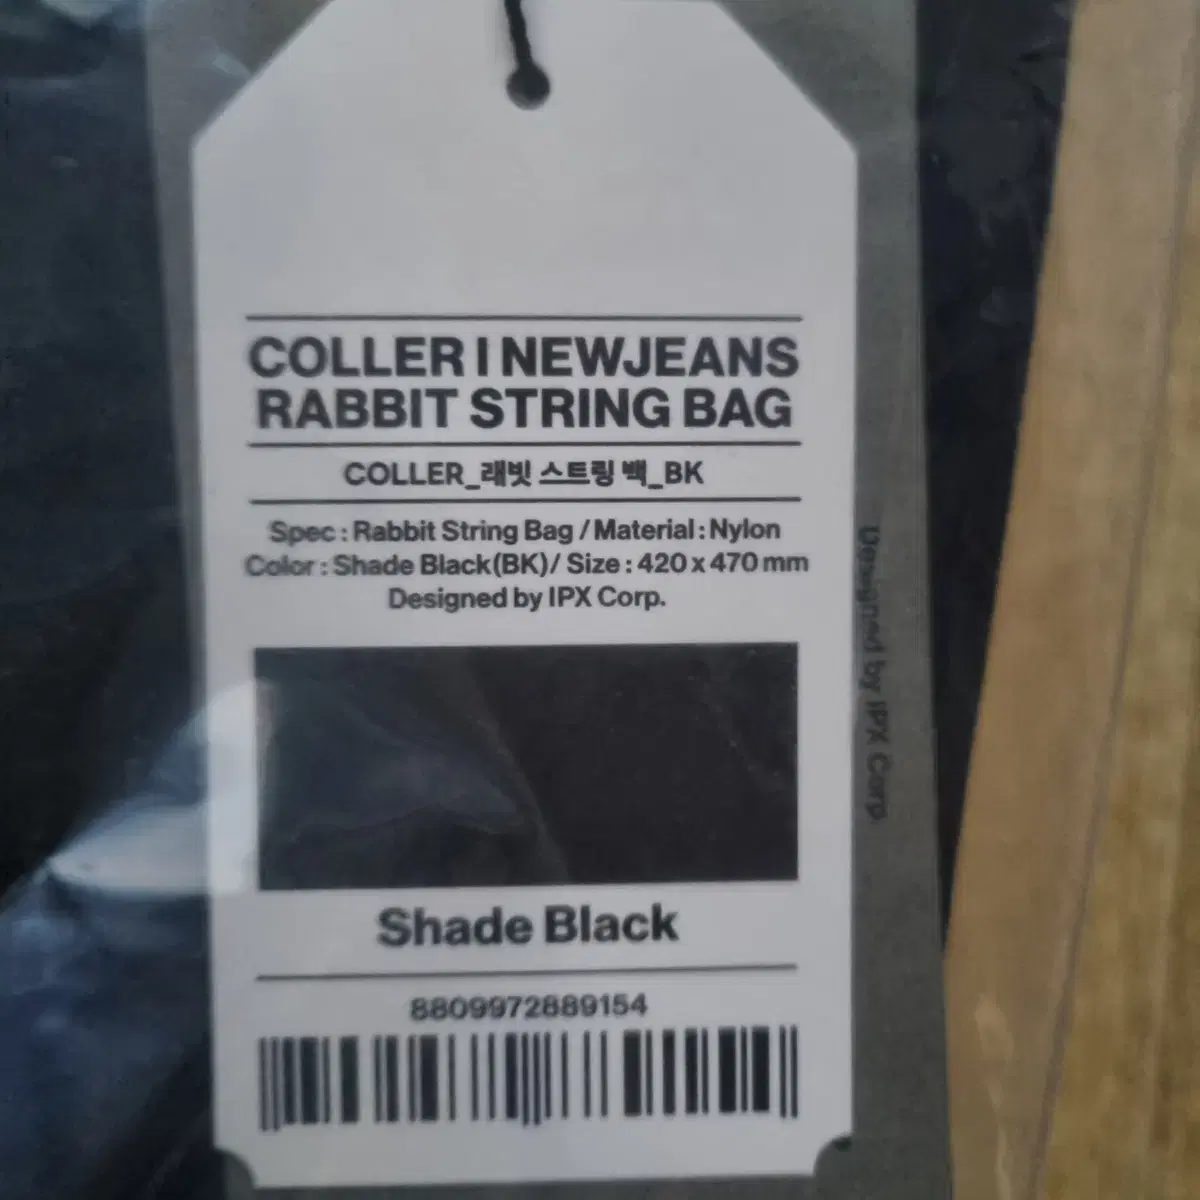 COLLER I NEWJEANS
RABBIT STRING BAG
COLLER_래빗 스트링 백_BK
Spec : Rabbit String Bag / Material : Nylon
Color : Shade Black(BK) / Size : 420 x 470 mm
Designed by IPX Corp.
Shade Black
8809972889154
Designed by IPX Corp.